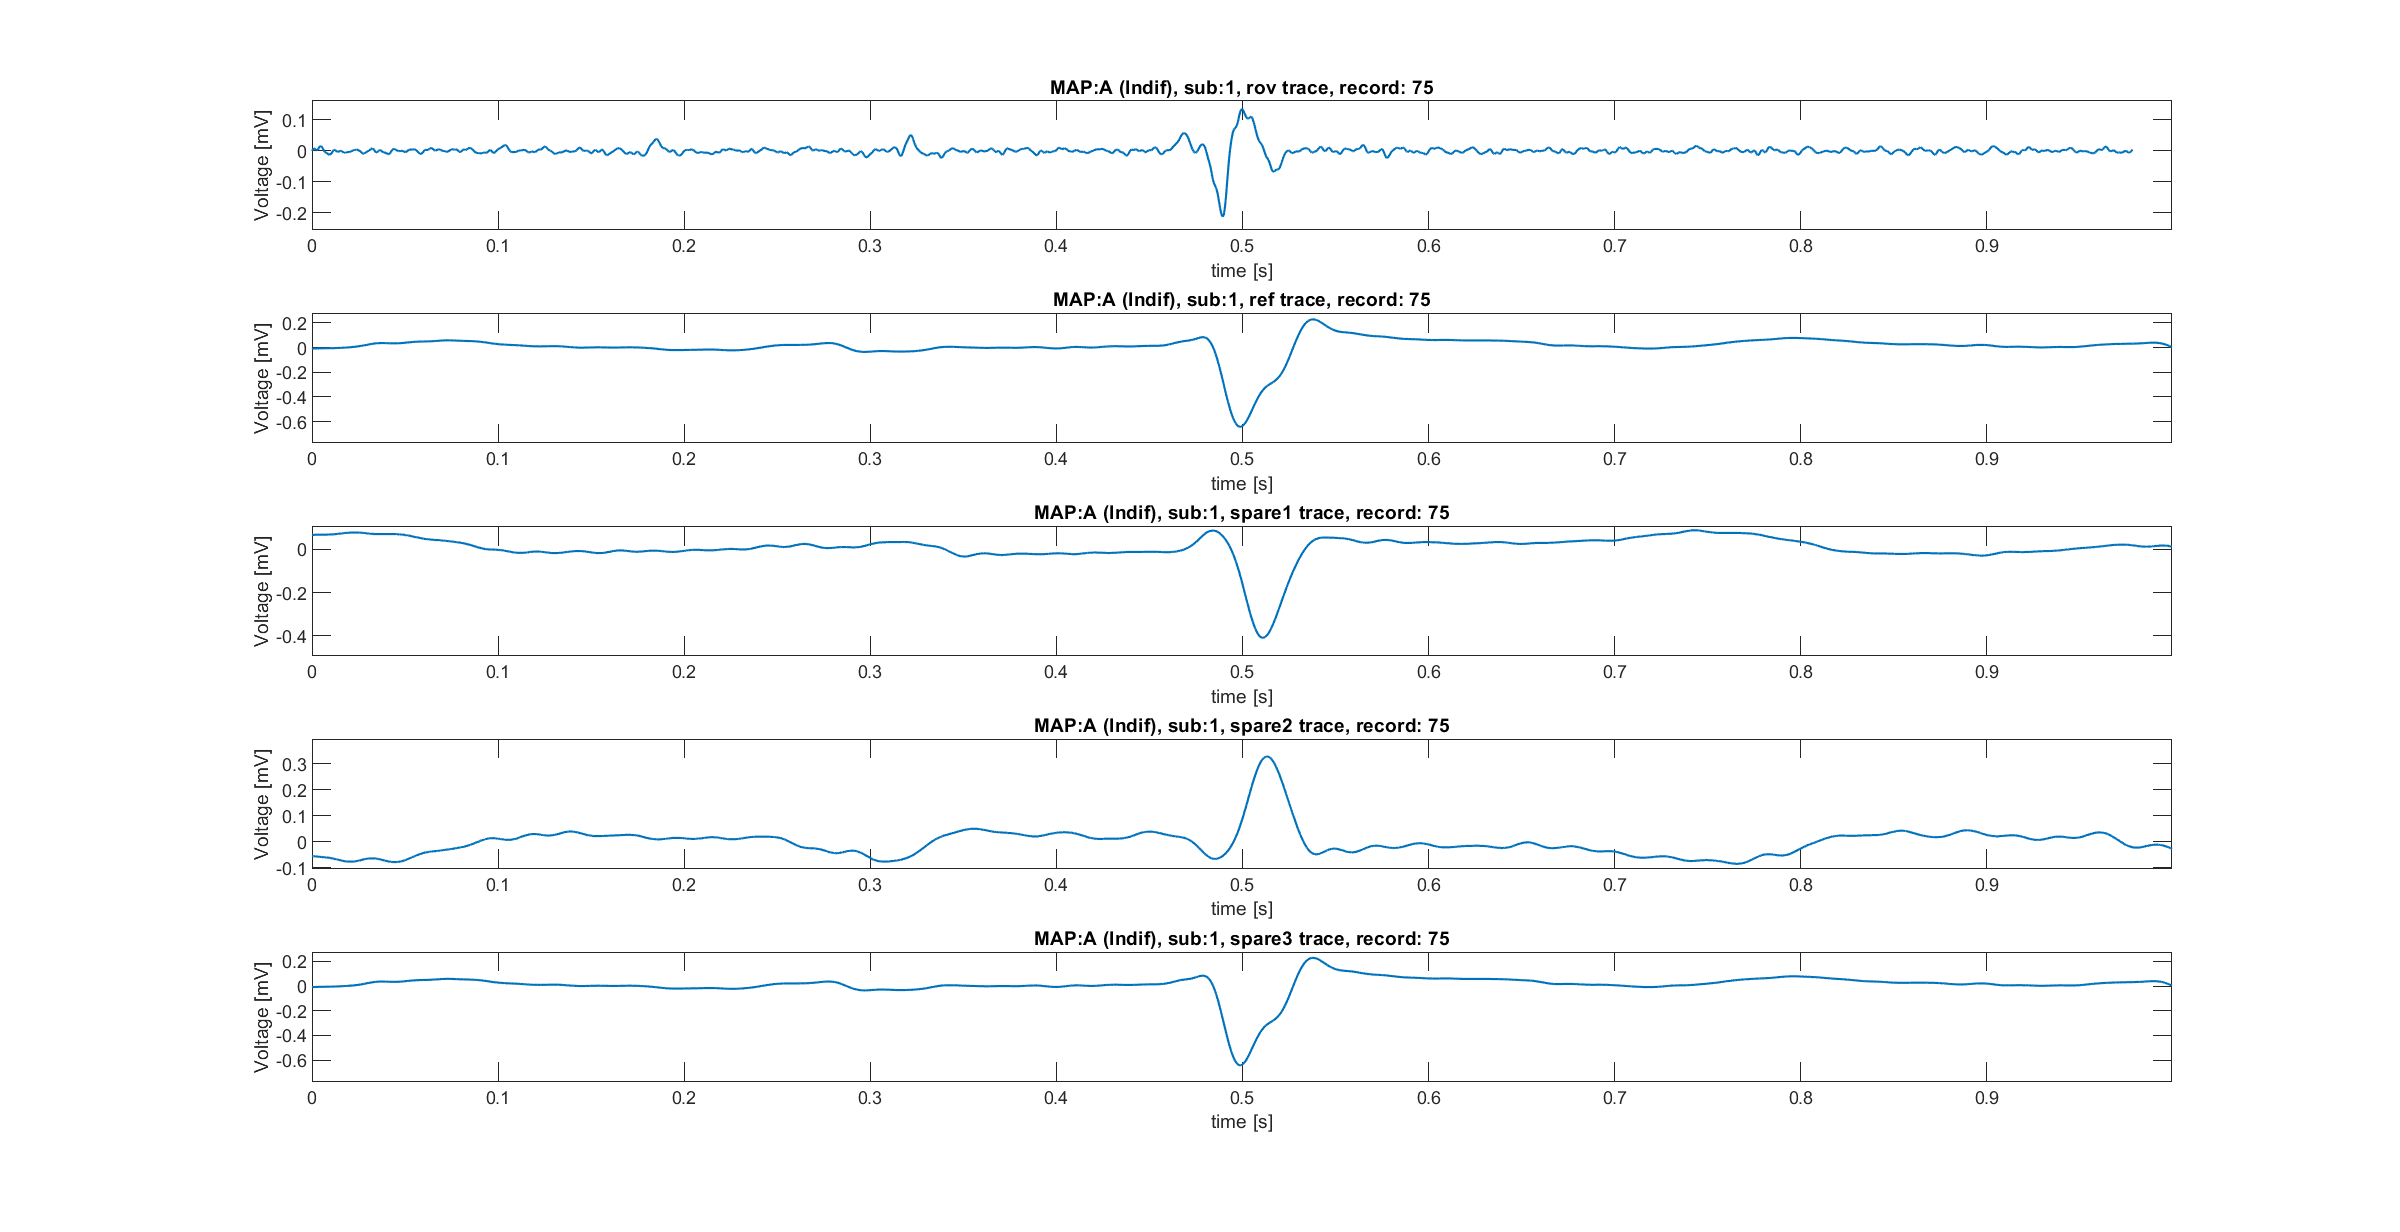 MAP:A (Indif), sub:1, rov trace, record: 75
Voltage [mV]
0.1
0
-0.1
-0.2
0 0.1 0.2 0.3 0.4 0.5 0.6 0.7 0.8 0.9
time [s]
MAP:A (Indif), sub:1, ref trace, record: 75
Voltage [mV]
0.2
0
-0.2
-0.4
-0.6
0 0.1 0.2 0.3 0.4 0.5 0.6 0.7 0.8 0.9
time [s]
MAP:A (Indif), sub:1, spare1 trace, record: 75
Voltage [mV]
0
-0.2
-0.4
0 0.1 0.2 0.3 0.4 0.5 0.6 0.7 0.8 0.9
time [s]
MAP:A (Indif), sub:1, spare2 trace, record: 75
Voltage [mV]
0.3
0.2
0.1
0
-0.1
0 0.1 0.2 0.3 0.4 0.5 0.6 0.7 0.8 0.9
time [s]
MAP:A (Indif), sub:1, spare3 trace, record: 75
Voltage [mV]
0.2
0
-0.2
-0.4
-0.6
0 0.1 0.2 0.3 0.4 0.5 0.6 0.7 0.8 0.9
time [s]